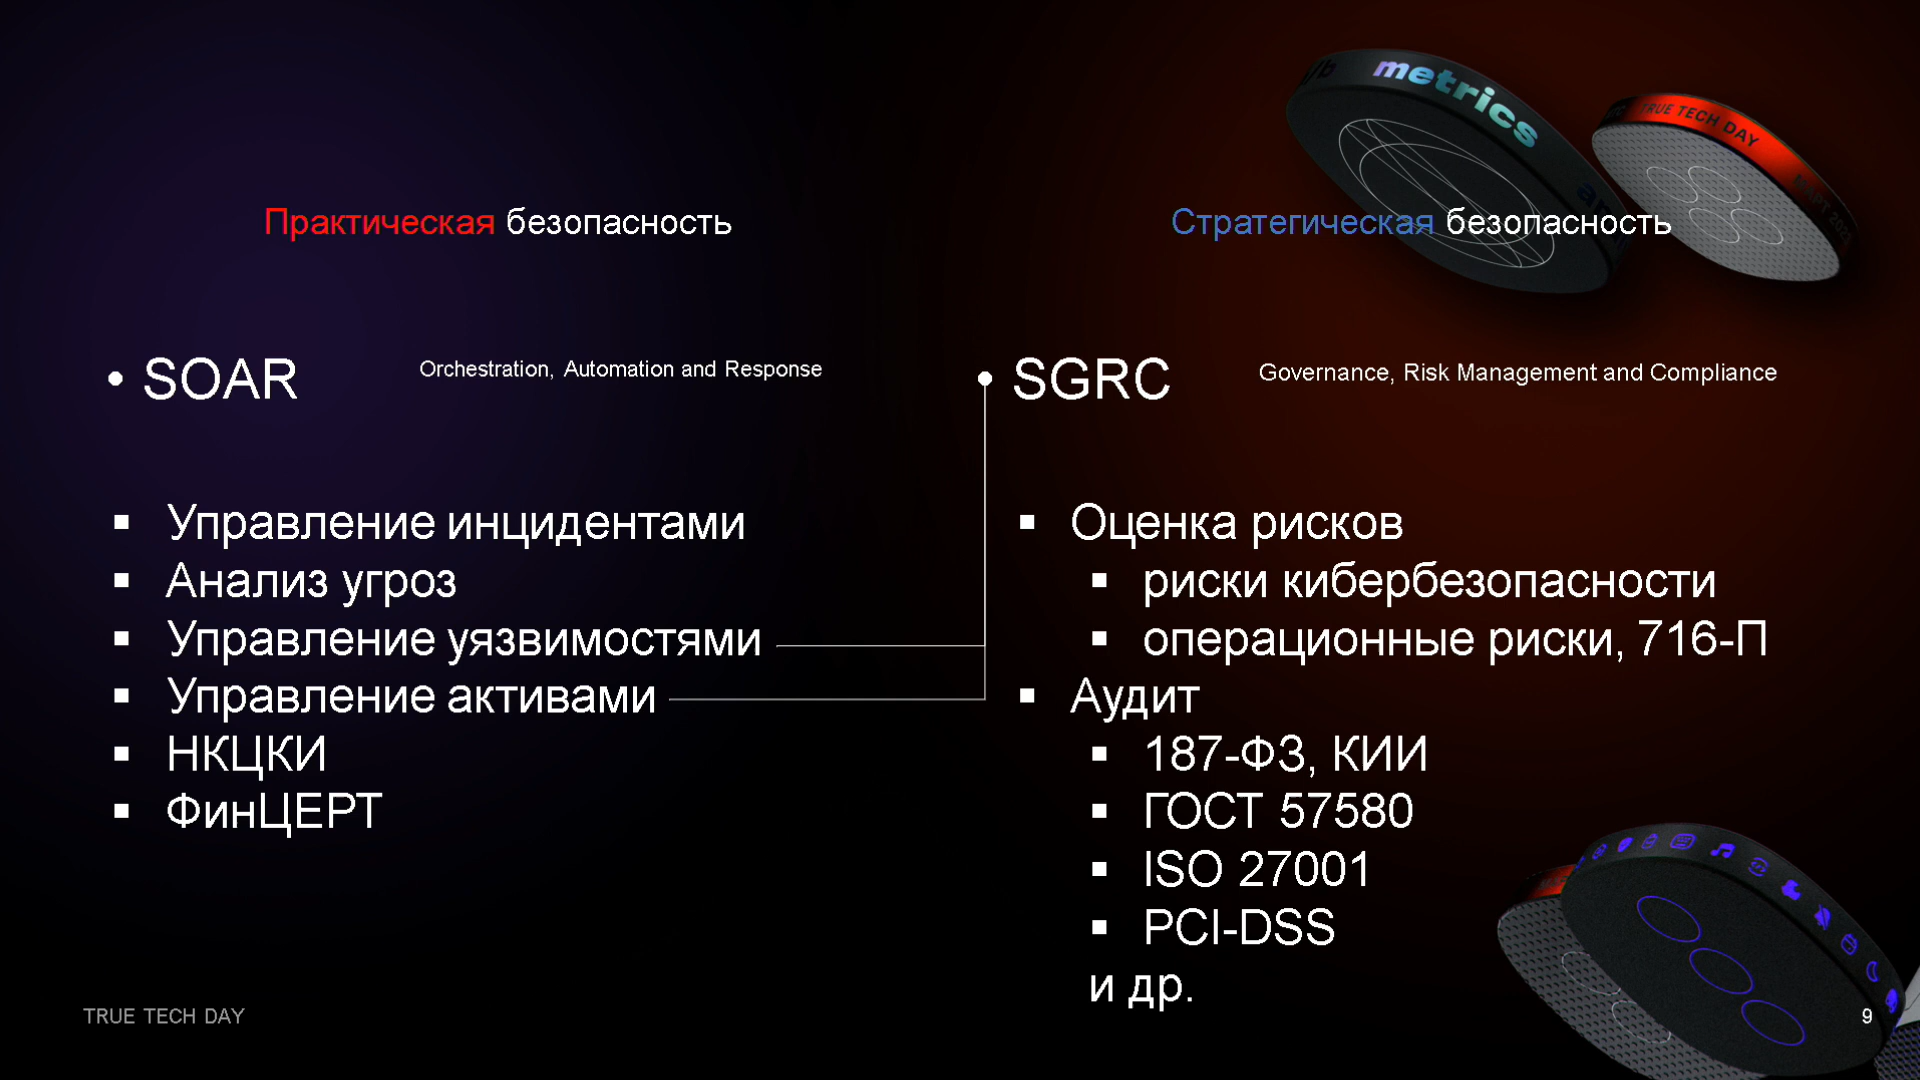 metrics
TRUE TECH DAY
Практическая безопасность
Стратегическая безопасность
• SOAR
Orchestration, Automation and Response
• SGRC
Governance, Risk Management and Compliance
▪ Управление инцидентами
▪ Анализ угроз
▪ Управление уязвимостями
▪ Управление активами
▪ НКЦКИ
▪ ФинЦЕРТ
▪ Оценка рисков
▪ риски кибербезопасности
▪ операционные риски, 716-П
▪ Аудит
▪ 187-ФЗ, КИИ
▪ ГОСТ 57580
▪ ISO 27001
▪ PCI-DSS
и др.
TRUE TECH DAY
9